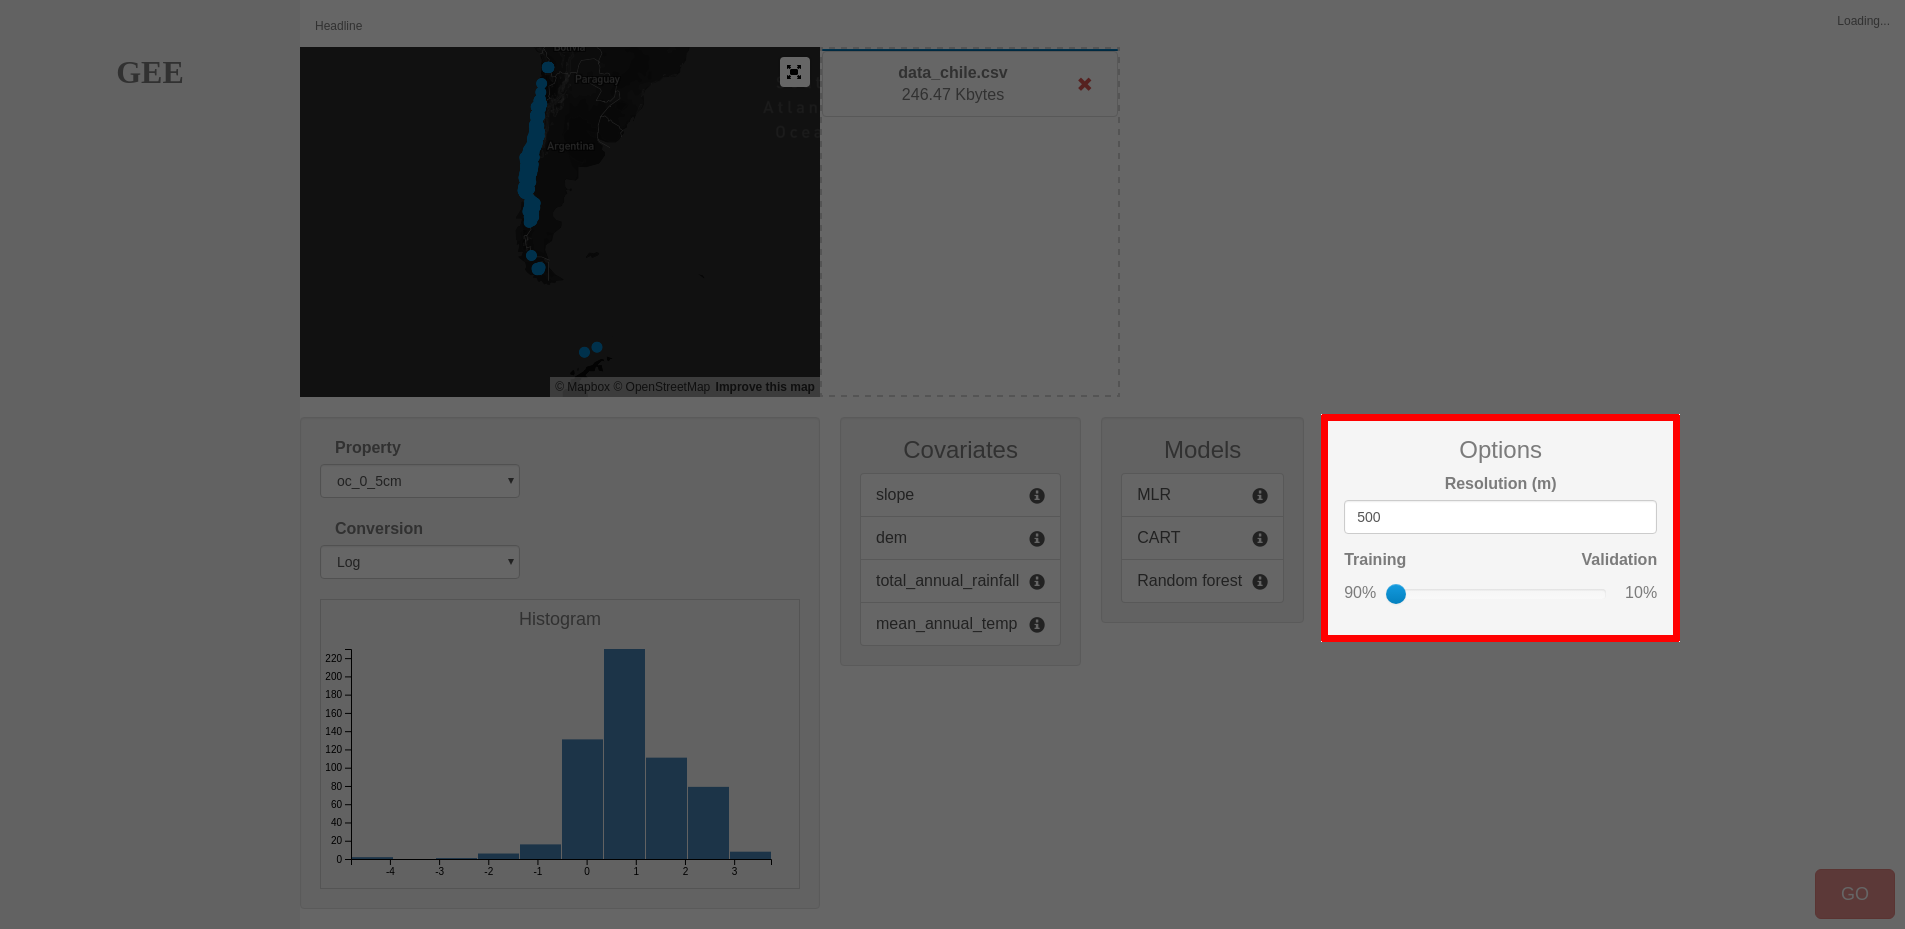 Headline
Loading...
GEE
Bolivia
Paraguay
Argentina
© Mapbox © OpenStreetMap Improve this map
data_chile.csv
246.47 Kbytes
Property
oc_0_5cm
Conversion
Log
Histogram
220
200
180
160
140
120
100
80
60
40
20
0
-4 -3 -2 -1 0 1 2 3
Covariates
slope
dem
total_annual_rainfall
mean_annual_temp
Models
MLR
CART
Random forest
Options
Resolution (m)
500
Training Validation
90% 10%
GO